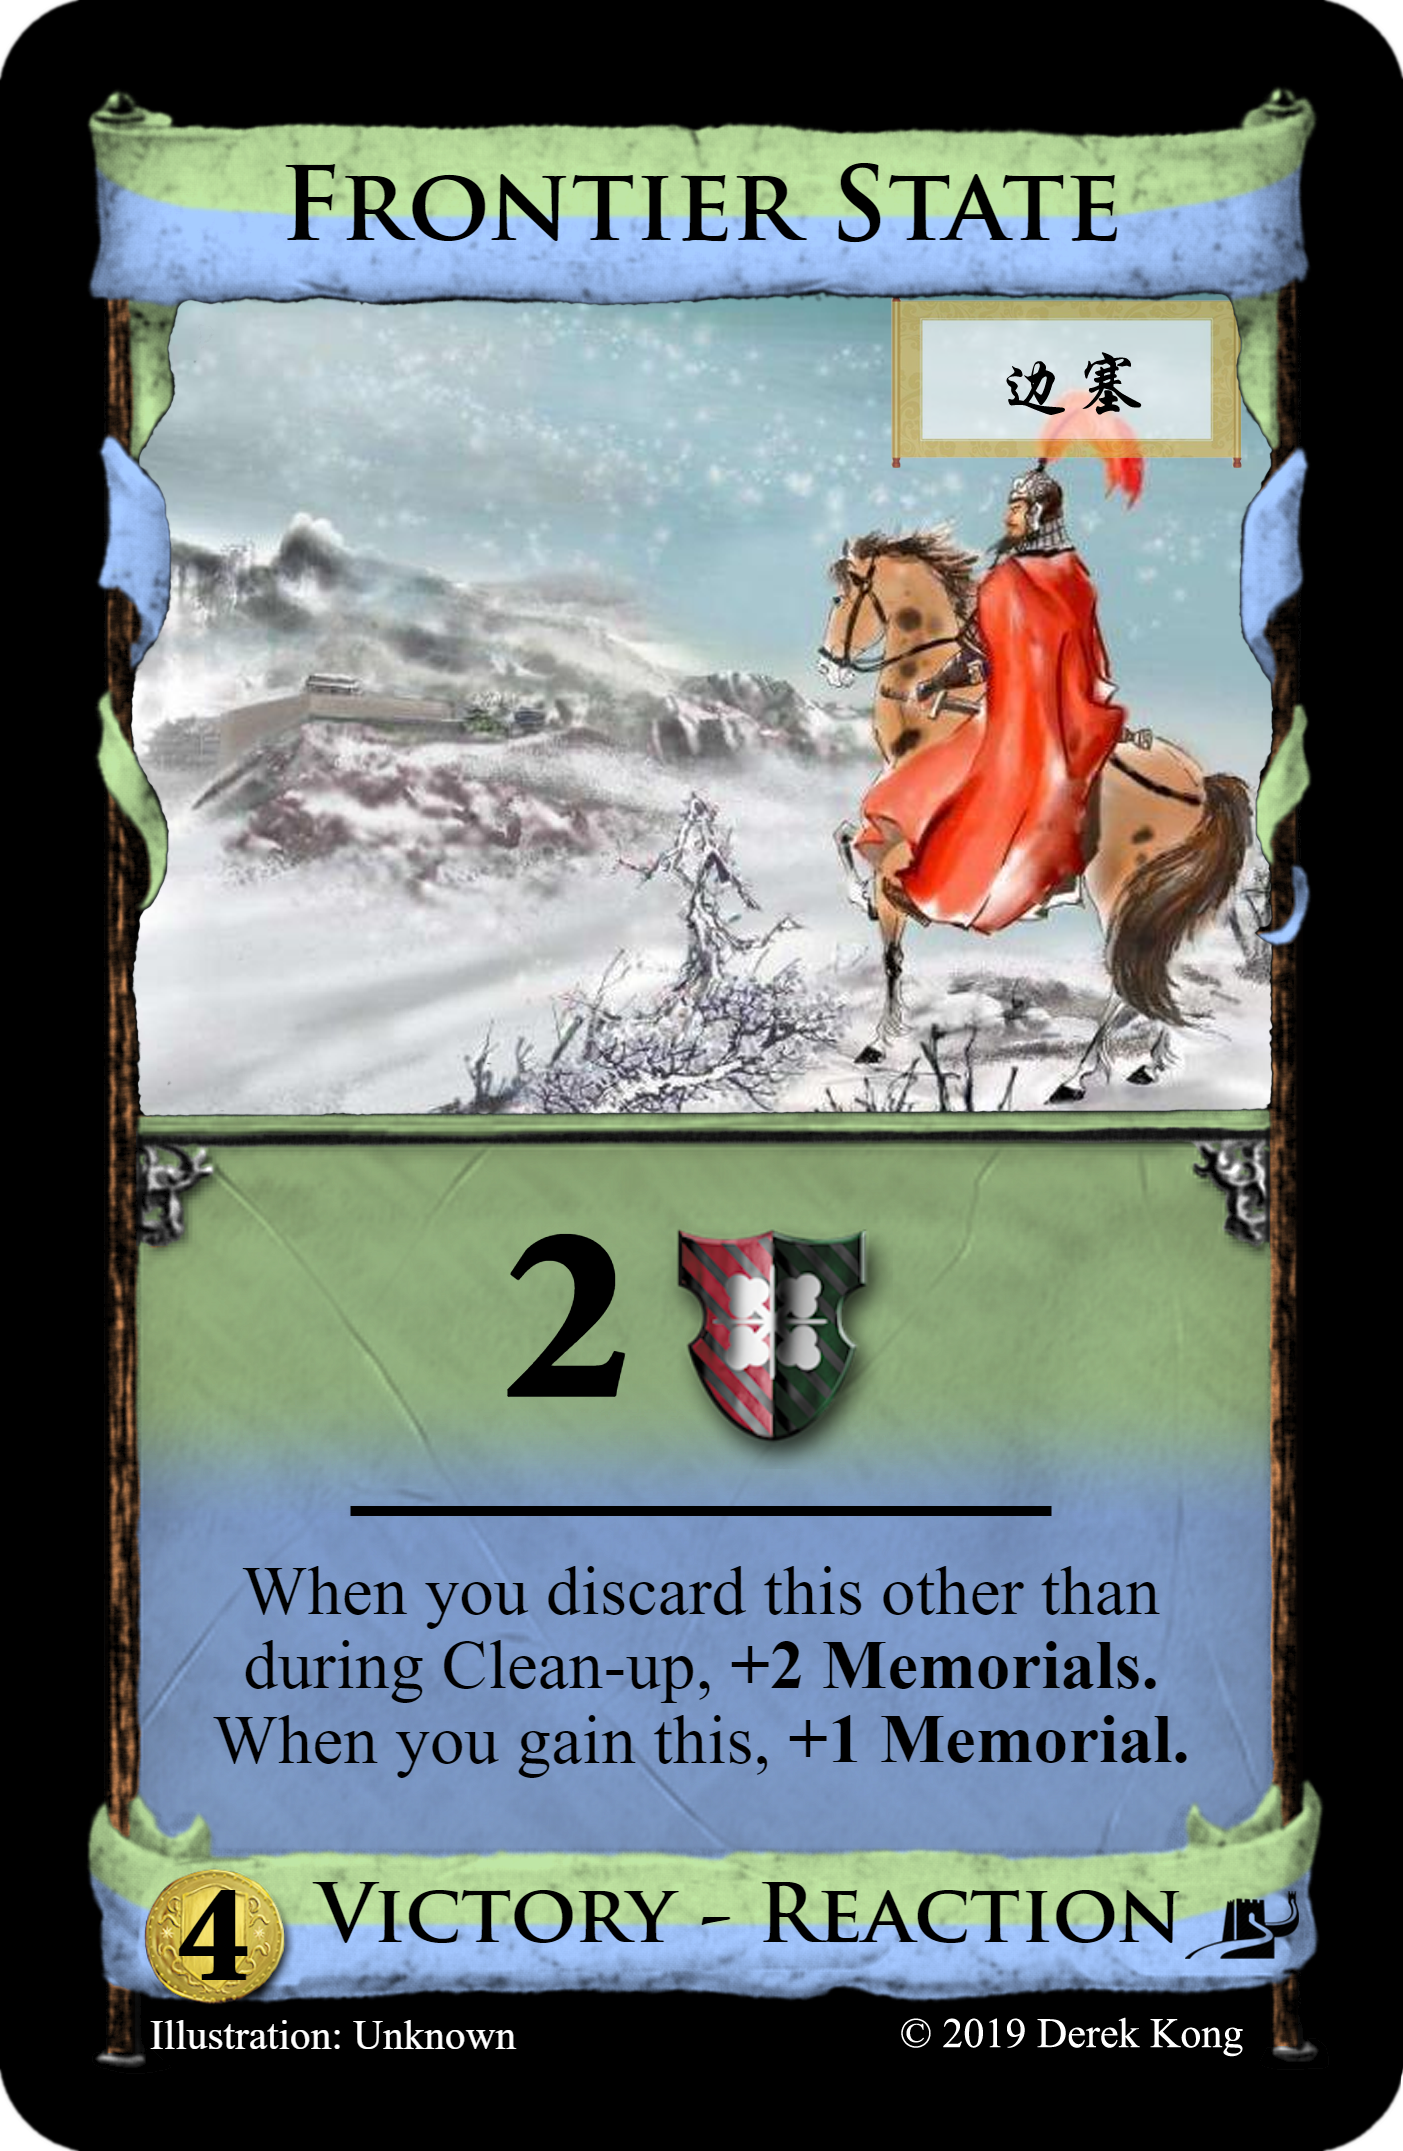 Frontier State
边塞
2
When you discard this other than
during Clean-up, +2 Memorials.
When you gain this, +1 Memorial.
4
Victory - Reaction
Illustration: Unknown
© 2019 Derek Kong